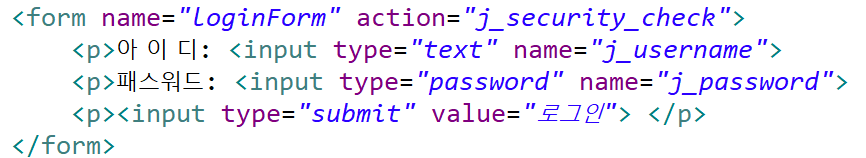 <form name="loginForm" action="j_security_check">
<p>아 이 디: <input type="text" name="j_username">
<p>패스워드: <input type="password" name="j_password">
<p><input type="submit" value="로그인"> </p>
</form>